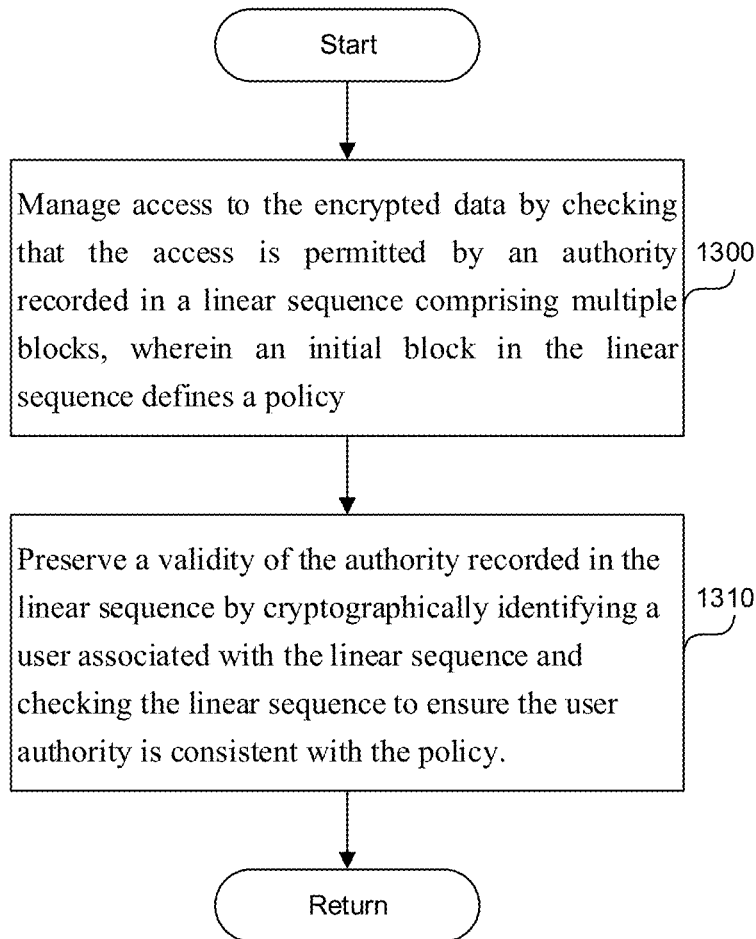 Start
Manage access to the encrypted data by checking
that the access is permitted by an authority
recorded in a linear sequence comprising multiple
blocks, wherein an initial block in the linear
sequence defines a policy
1300
Preserve a validity of the authority recorded in the
linear sequence by cryptographically identifying a
user associated with the linear sequence and
checking the linear sequence to ensure the user
authority is consistent with the policy.
1310
Return